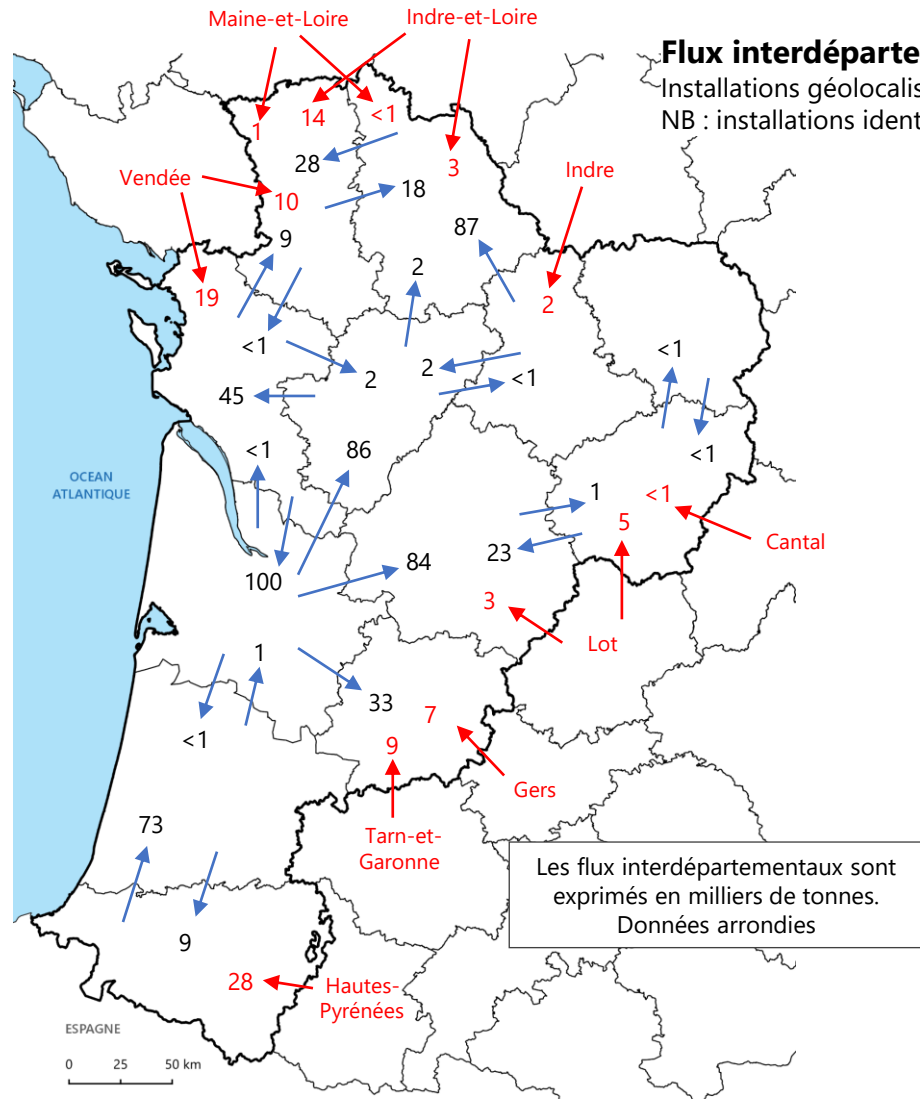 Maine-et-Loire
Indre-et-Loire
Flux interdéparte
Installations géolocalis
NB : installations ident
1
14
<1
28
3
Vendée
10
18
Indre
9
87
2
19
2
<1
2
2
<1
<1
45
<1
86
<1
OCEAN
ATLANTIQUE
1
<1
5
Cantal
100
84
23
3
Lot
1
33
7
<1
9
Gers
73
Tarn-et-
Garonne
Les flux interdépartementaux sont
exprimés en milliers de tonnes.
Données arrondies
9
28
Hautes-
Pyrénées
ESPAGNE
0 25 50 km